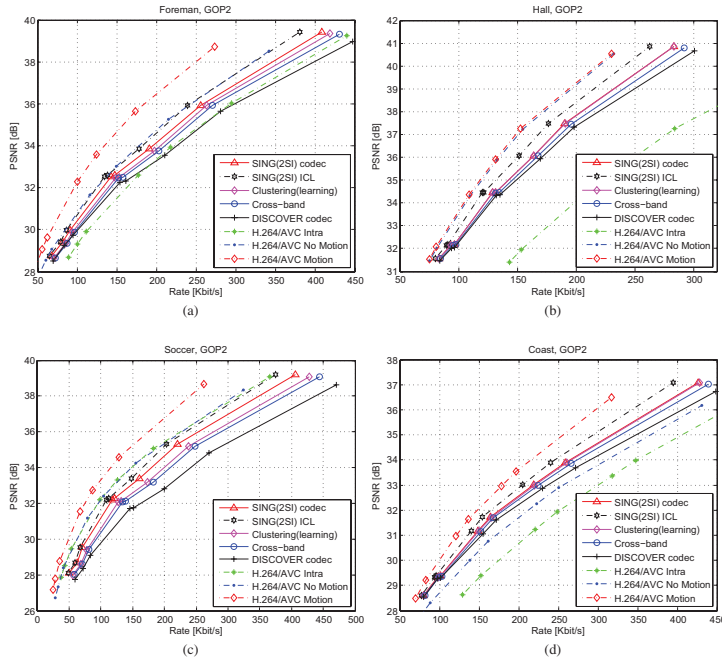 Foreman, GOP2
PSNR [dB]
40
38
36
34
32
30
28
50
100
150
200
250
300
350
400
450
Rate [Kbit/s]
SING(2SI) codec
SING(2SI) ICL
Clustering(learning)
Cross-band
DISCOVER codec
H.264/AVC Intra
H.264/AVC No Motion
H.264/AVC Motion
(a)
Hall, GOP2
PSNR [dB]
42
41
40
39
38
37
36
35
34
33
32
31
50
100
150
200
250
300
Rate [Kbit/s]
SING(2SI) codec
SING(2SI) ICL
Clustering(learning)
Cross-band
DISCOVER codec
H.264/AVC Intra
H.264/AVC No Motion
H.264/AVC Motion
(b)
Soccer, GOP2
PSNR [dB]
40
38
36
34
32
30
28
26
0
50
100
150
200
250
300
350
400
450
500
Rate [Kbit/s]
SING(2SI) codec
SING(2SI) ICL
Clustering(learning)
Cross-band
DISCOVER codec
H.264/AVC Intra
H.264/AVC No Motion
H.264/AVC Motion
(c)
Coast, GOP2
PSNR [dB]
38
37
36
35
34
33
32
31
30
29
28
50
100
150
200
250
300
350
400
450
Rate [Kbit/s]
SING(2SI) codec
SING(2SI) ICL
Clustering(learning)
Cross-band
DISCOVER codec
H.264/AVC Intra
H.264/AVC No Motion
H.264/AVC Motion
(d)